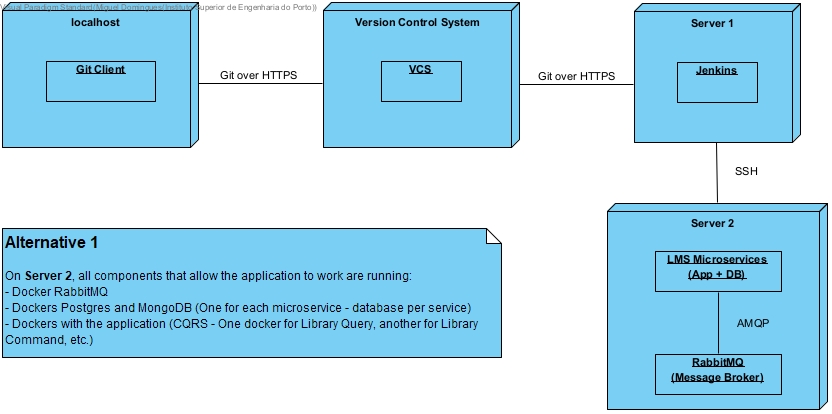 Visual Paradigm Standard(Miguel Domingues(Instituto Superior de Engenharia do Porto))
localhost
Git Client
Git over HTTPS
Version Control System
VCS
Git over HTTPS
Server 1
Jenkins
SSH
Server 2
LMS Microservices
(App + DB)
AMQP
RabbitMQ
(Message Broker)
Alternative 1
On Server 2, all components that allow the application to work are running:
- Docker RabbitMQ
- Dockers Postgres and MongoDB (One for each microservice - database per service)
- Dockers with the application (CQRS - One docker for Library Query, another for Library
Command, etc.)